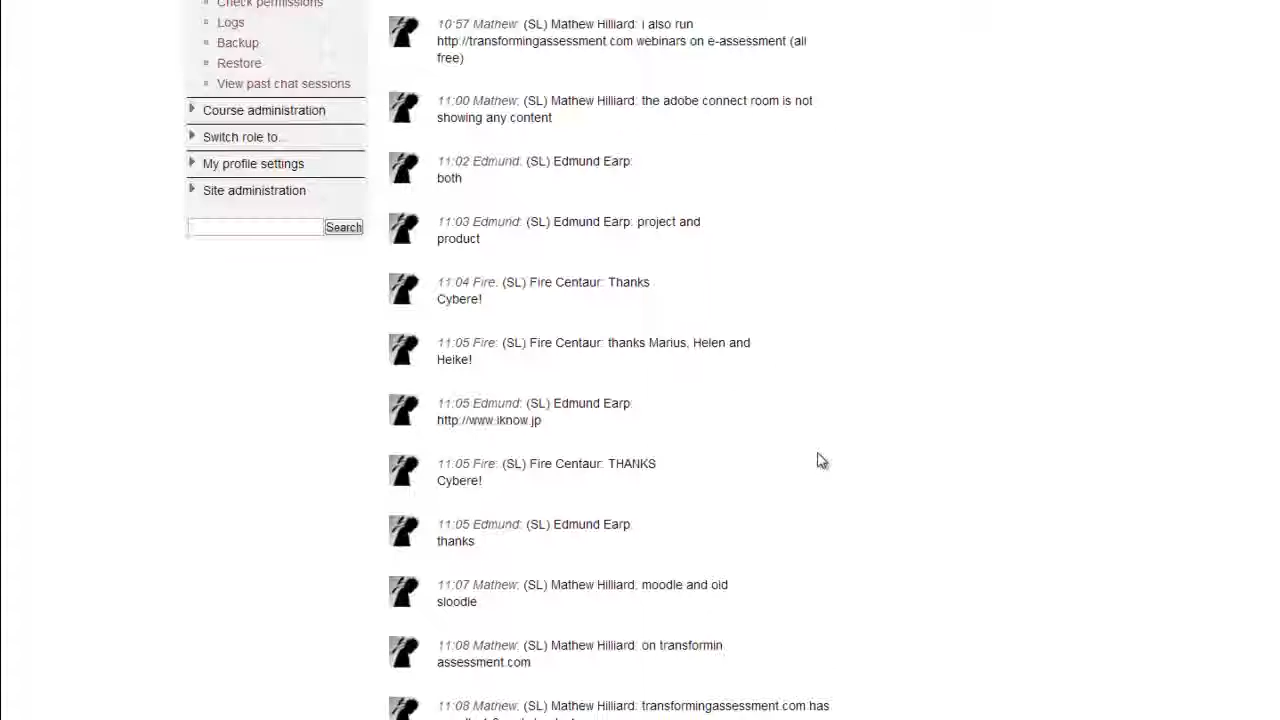 Check permissions
Logs
Backup
Restore
View past chat sessions
Course administration
Switch role to...
My profile settings
Site administration
Search
10:57 Mathew: (SL) Mathew Hilliard: i also run
http://transformingassessment.com webinars on e-assessment (all
free)
11:00 Mathew: (SL) Mathew Hilliard: the adobe connect room is not
showing any content
11:02 Edmund: (SL) Edmund Earp:
both
11:03 Edmund: (SL) Edmund Earp: project and
product
11:04 Fire: (SL) Fire Centaur: Thanks
Cybere!
11:05 Fire: (SL) Fire Centaur: thanks Marius, Helen and
Heike!
11:05 Edmund: (SL) Edmund Earp:
http://www.iknow.jp
11:05 Fire: (SL) Fire Centaur: THANKS
Cybere!
11:05 Edmund: (SL) Edmund Earp:
thanks
11:07 Mathew: (SL) Mathew Hilliard: moodle and old
sloodle
11:08 Mathew: (SL) Mathew Hilliard: on transformin
assessment.com
11:08 Mathew: (SL) Mathew Hilliard: transformingassessment.com has